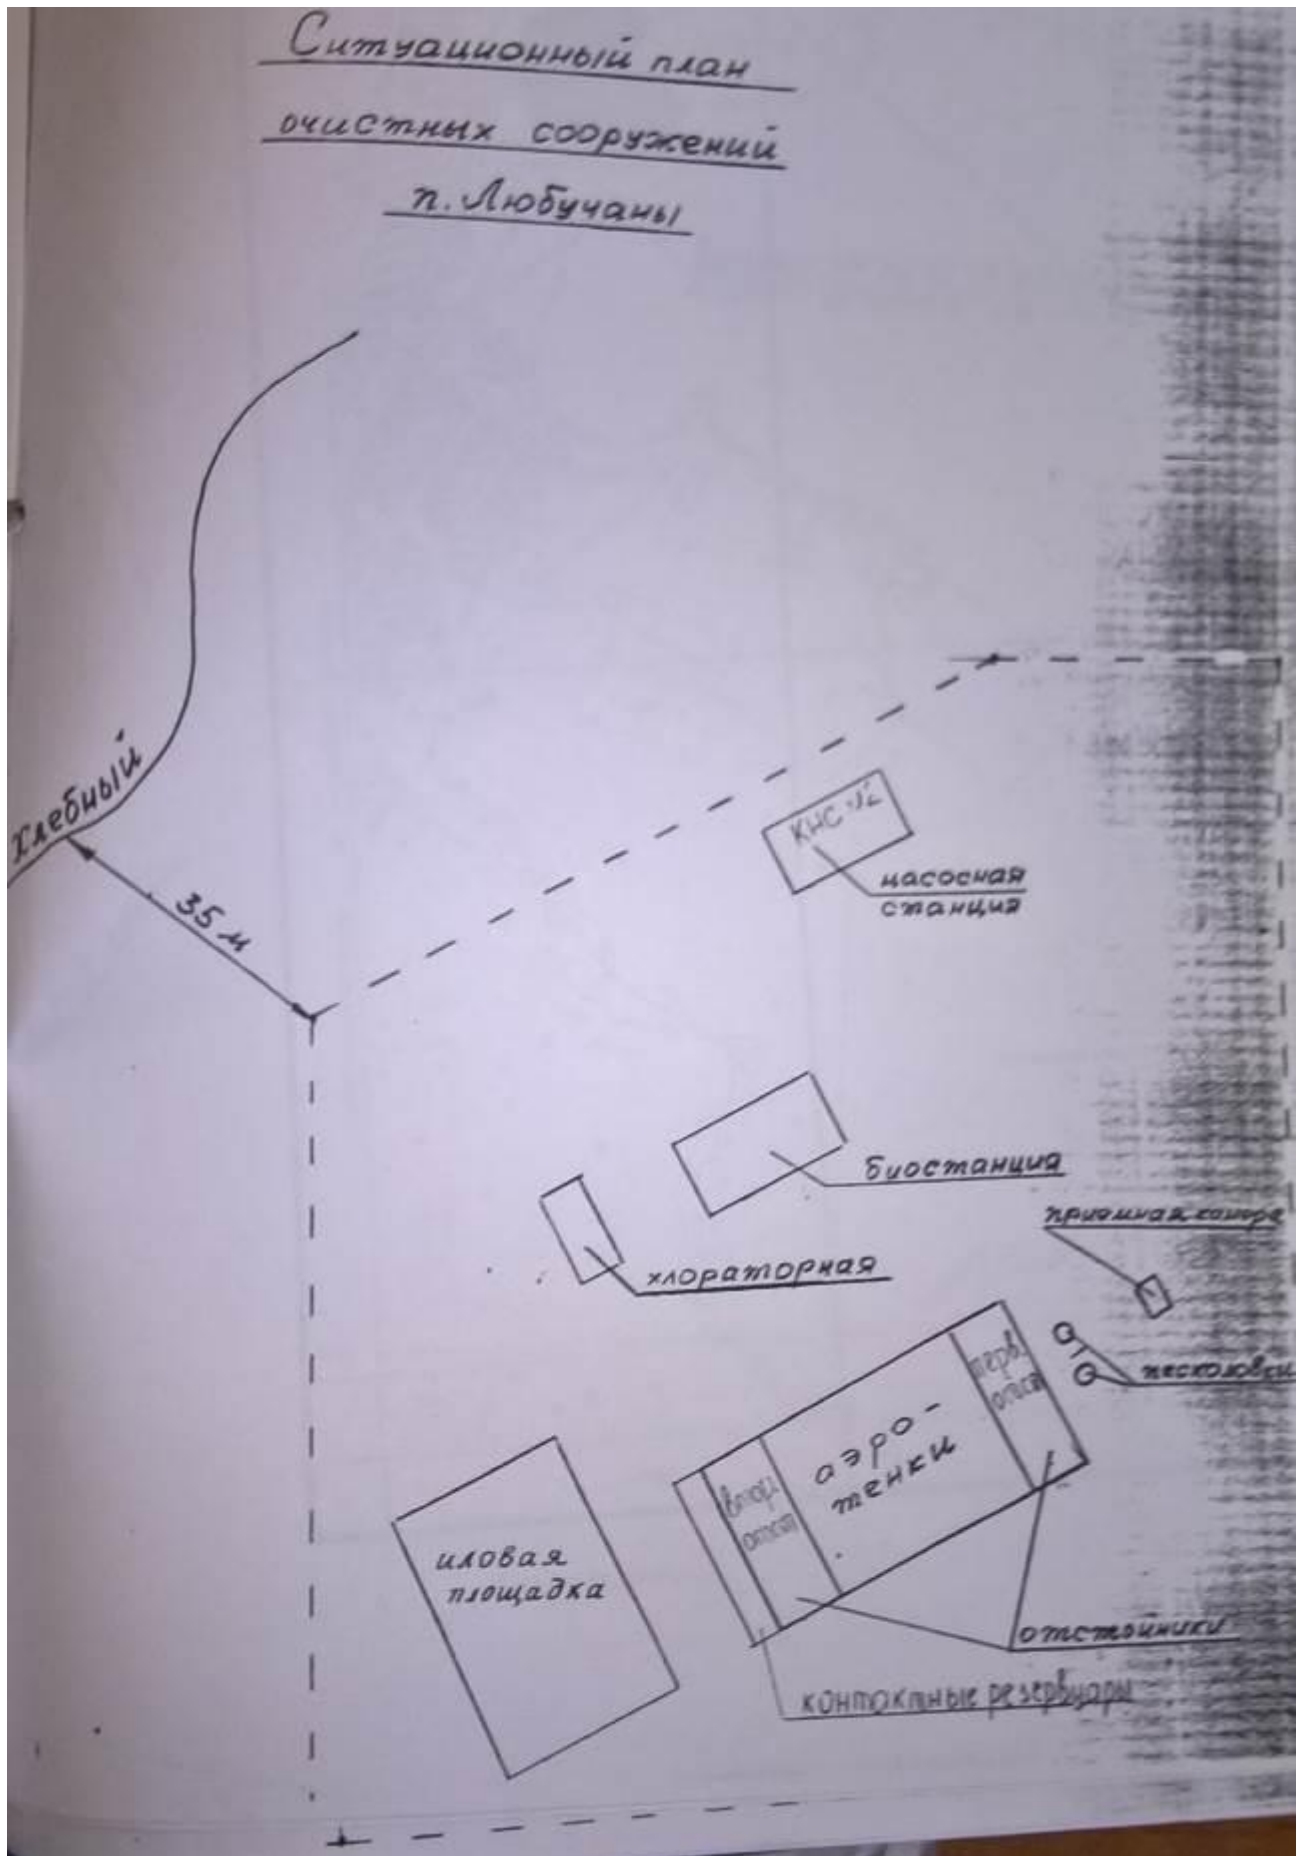 Ситуационный план
очистных сооружений
п. Любучаны
Хлебный
35 м
КНС
насосная
станция
биостанция
приемная камера
хлораторная
песколовки
перв.
отст
аэро-
тенки
втор
отст
иловая
площадка
отстойники
контактные резервуары